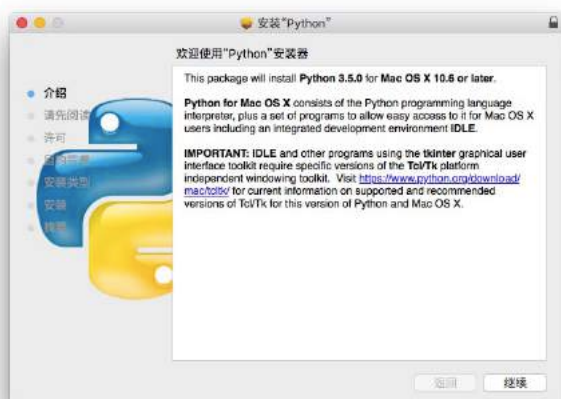 安装"Python"
欢迎使用"Python"安装器
介绍
请先阅读
许可
目的宗卷
安装类型
安装
摘要
This package will install Python 3.5.0 for Mac OS X 10.6 or later.
Python for Mac OS X consists of the Python programming language
interpreter, plus a set of programs to allow easy access to it for Mac OS X
users including an integrated development environment IDLE.
IMPORTANT: IDLE and other programs using the tkinter graphical user
interface toolkit require specific versions of the Tcl/Tk platform
independent windowing toolkit. Visit https://www.python.org/download/
mac/tcltk/ for current information on supported and recommended
versions of Tcl/Tk for this version of Python and Mac OS X.
返回
继续